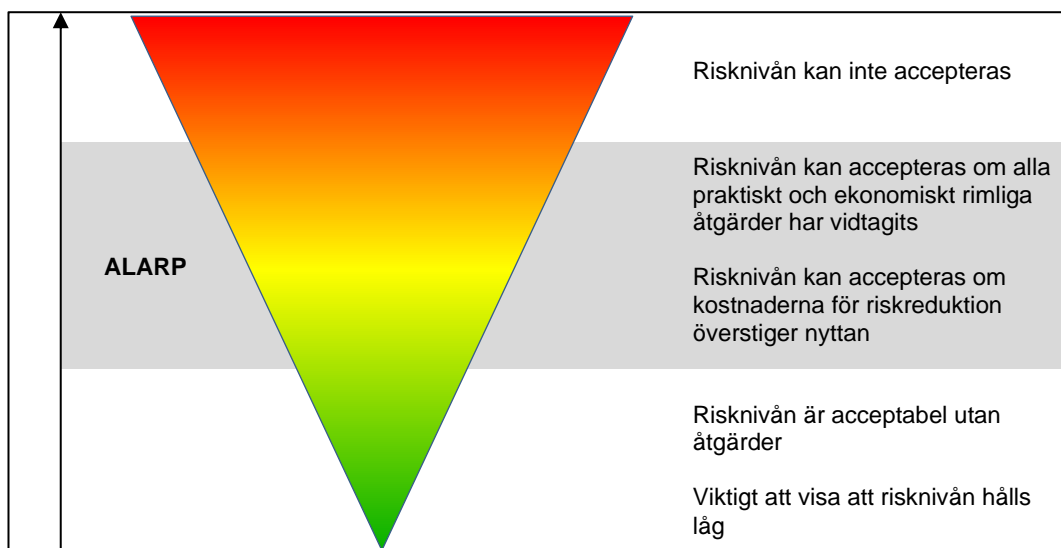 Risknivån kan inte accepteras
Risknivån kan accepteras om alla
praktiskt och ekonomiskt rimliga
åtgärder har vidtagits
ALARP
Risknivån kan accepteras om
kostnaderna för riskreduktion
överstiger nyttan
Risknivån är acceptabel utan
åtgärder
Viktigt att visa att risknivån hålls
låg